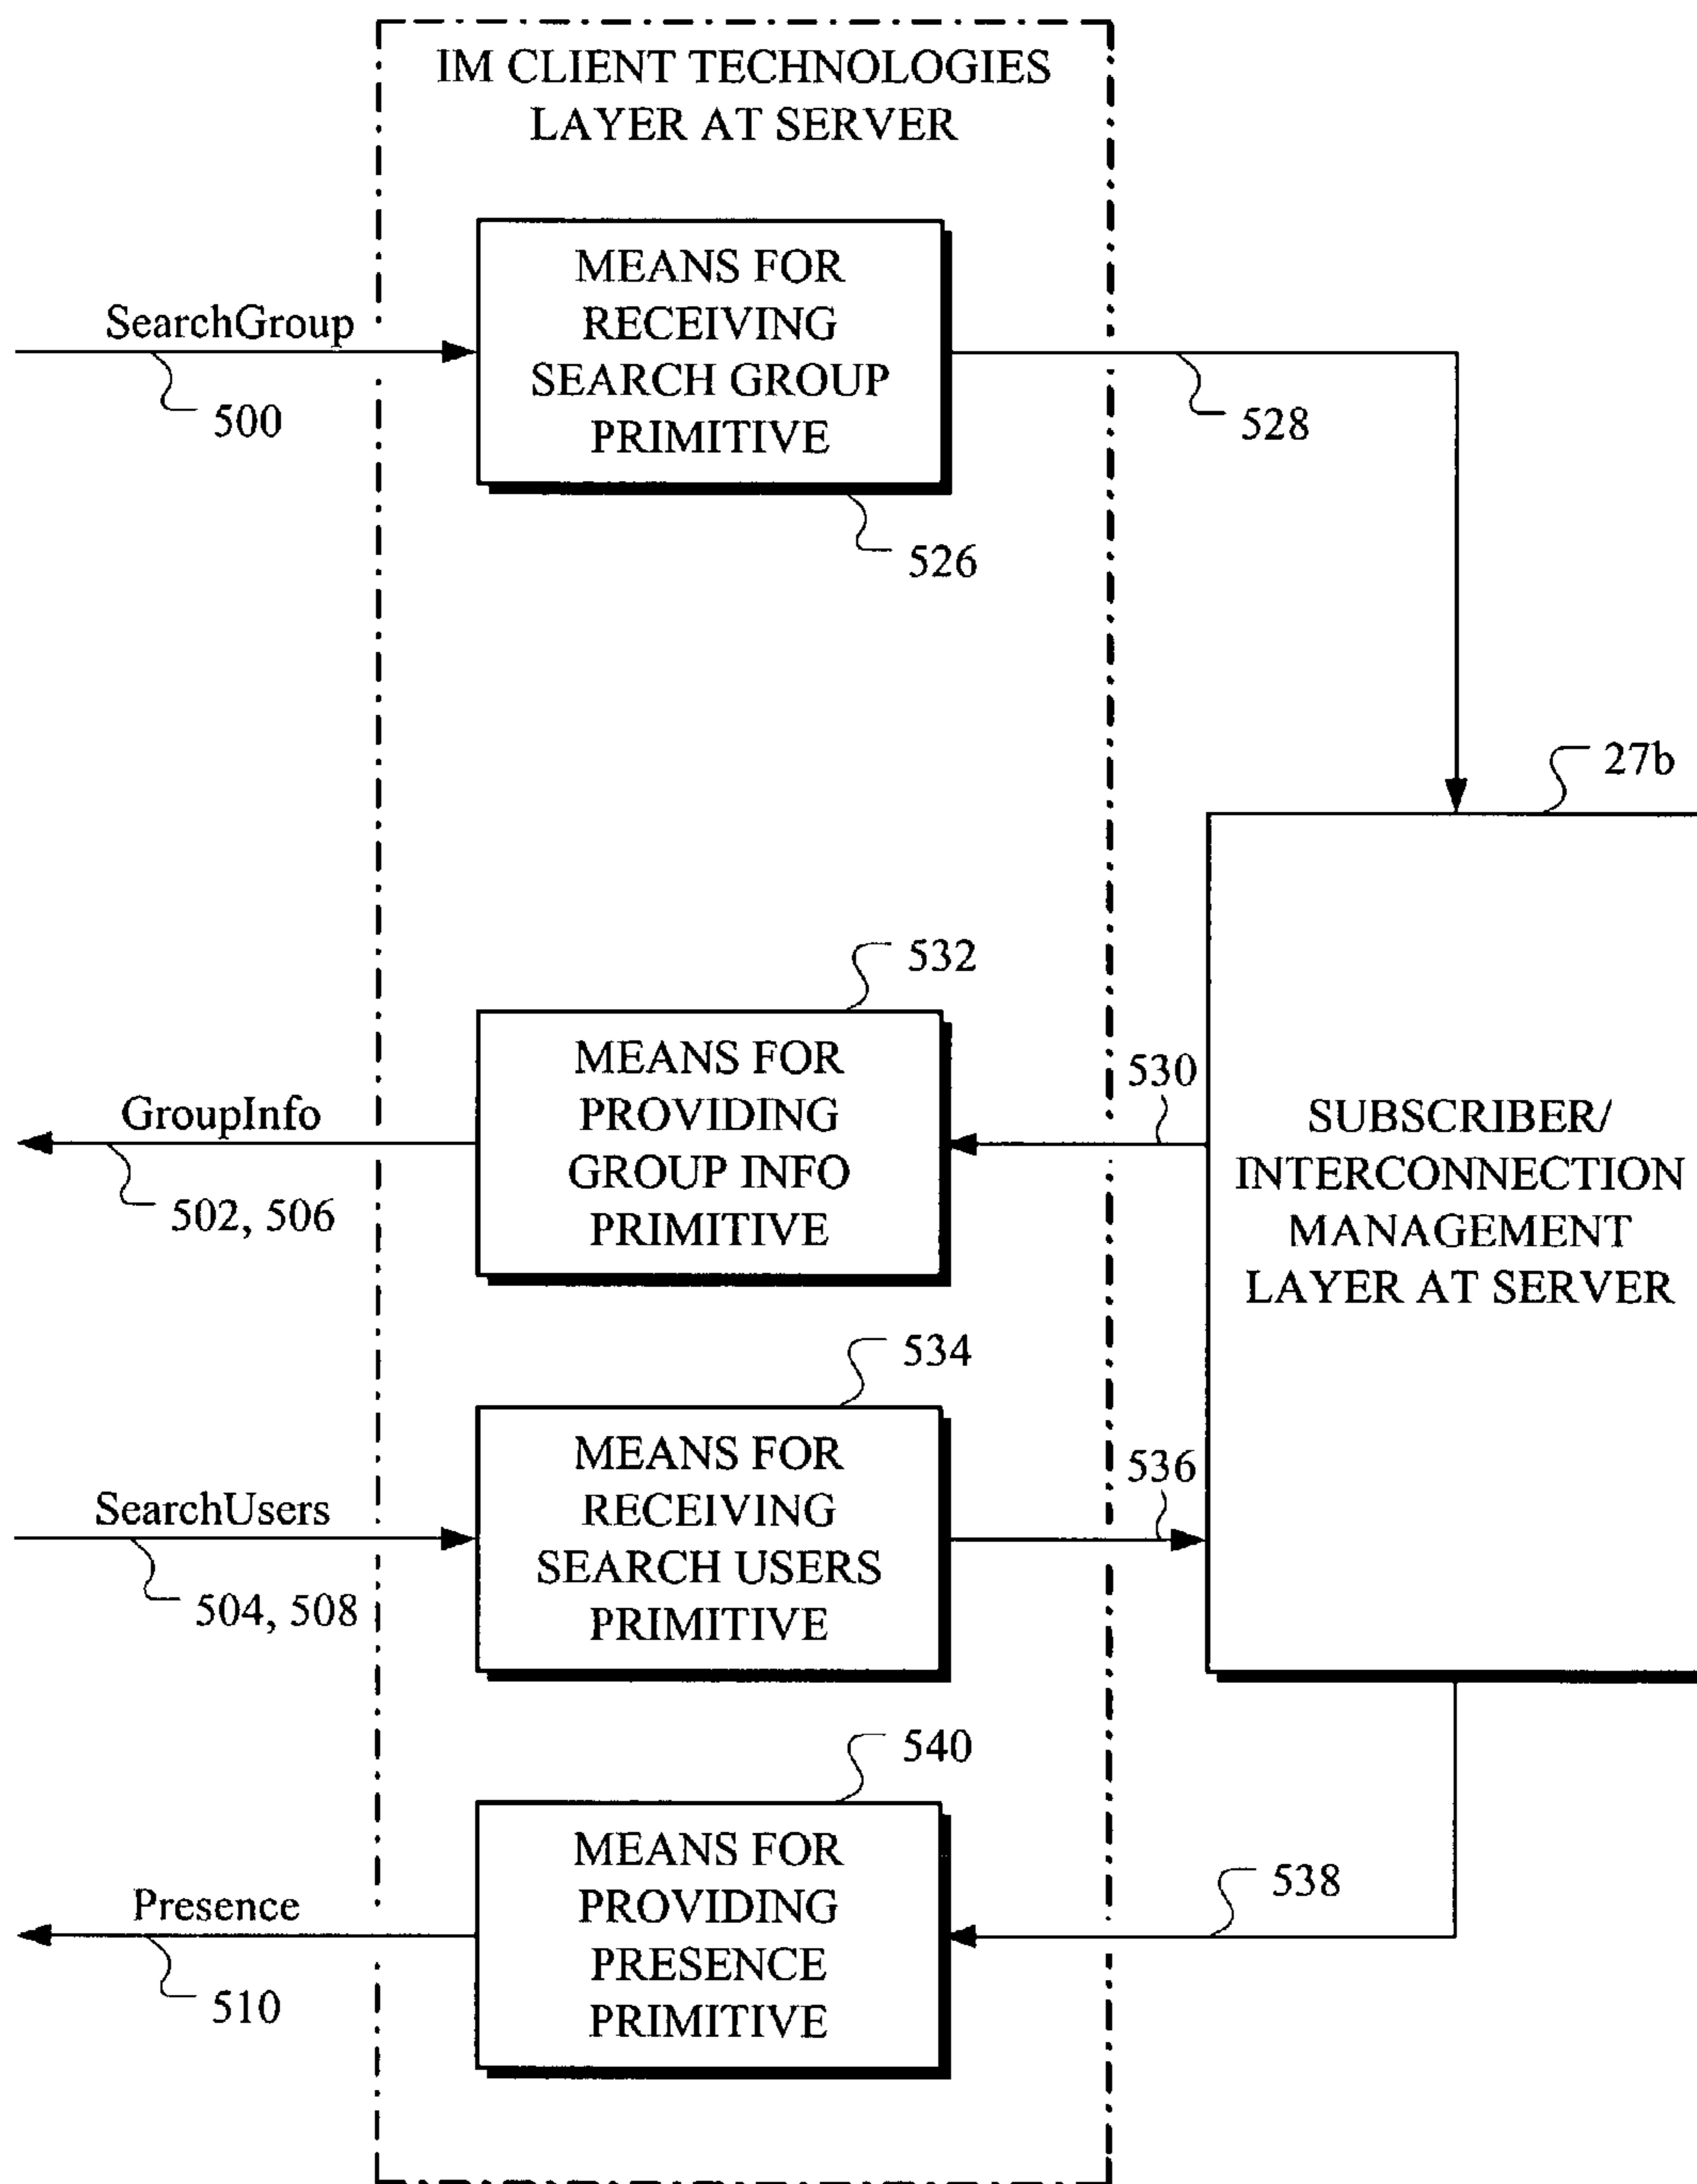 IM CLIENT TECHNOLOGIES
LAYER AT SERVER
SearchGroup
500
MEANS FOR
RECEIVING
SEARCH GROUP
PRIMITIVE
526
528
27b
SUBSCRIBER/
INTERCONNECTION
MANAGEMENT
LAYER AT SERVER
532
MEANS FOR
PROVIDING
GROUP INFO
PRIMITIVE
530
GroupInfo
502, 506
534
MEANS FOR
RECEIVING
SEARCH USERS
PRIMITIVE
536
SearchUsers
504, 508
540
MEANS FOR
PROVIDING
PRESENCE
PRIMITIVE
538
Presence
510